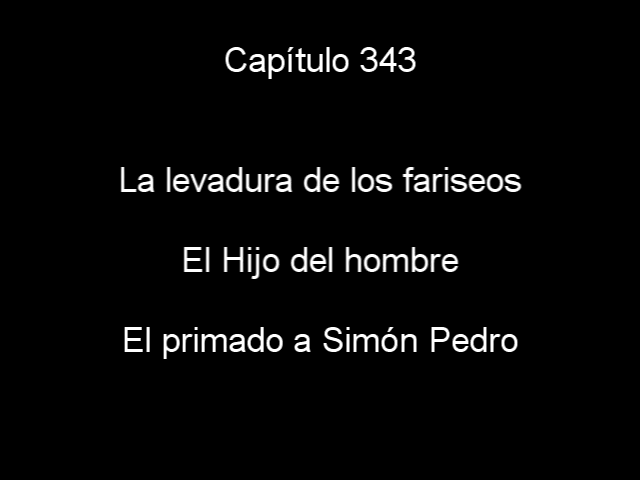 Capítulo 343
La levadura de los fariseos
El Hijo del hombre
El primado a Simón Pedro